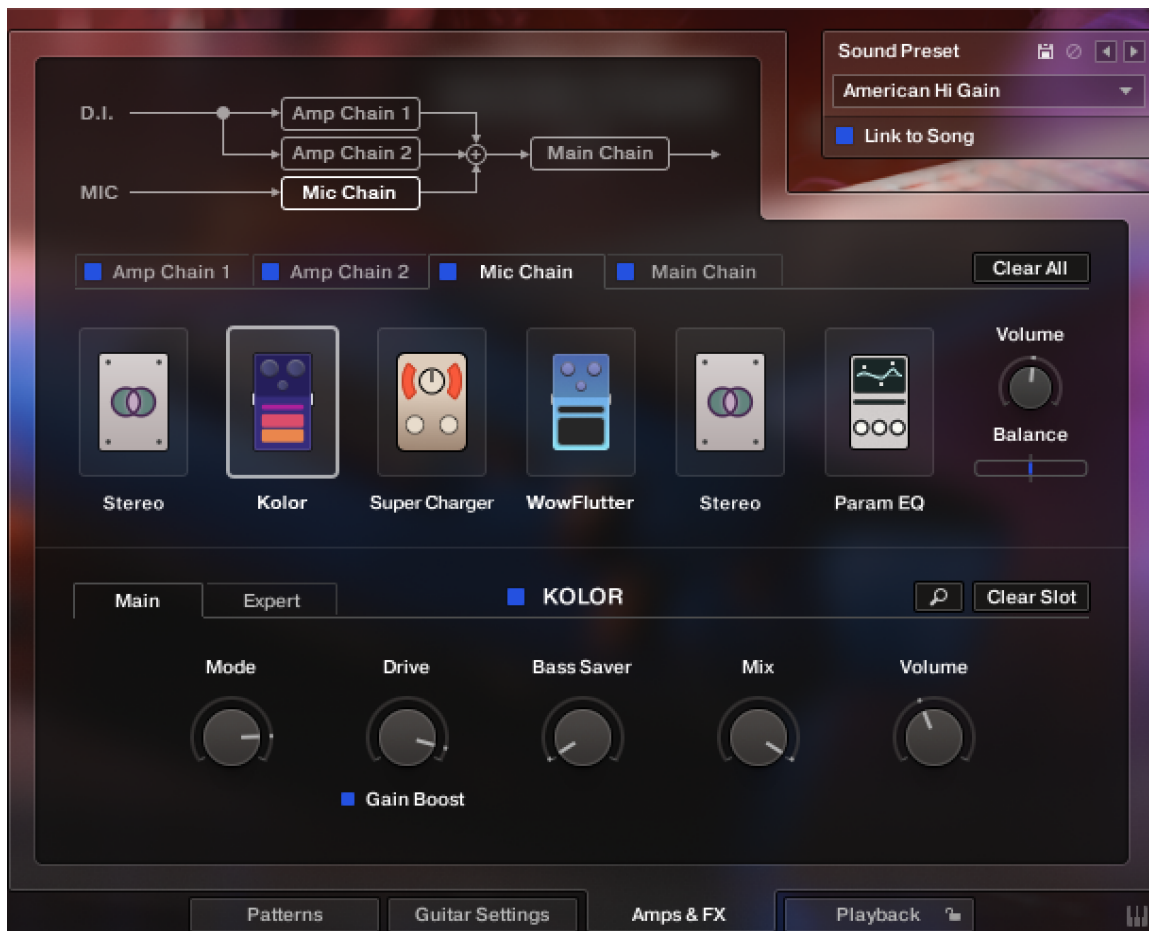 Sound Preset
American Hi Gain
Link to Song
D.I.
Amp Chain 1
Amp Chain 2
Main Chain
MIC
Mic Chain
Amp Chain 1
Amp Chain 2
Mic Chain
Main Chain
Clear All
Volume
Balance
Stereo
Kolor
Super Charger
WowFlutter
Stereo
Param EQ
Main
Expert
KOLOR
Clear Slot
Mode
Drive
Bass Saver
Mix
Volume
Gain Boost
Patterns
Guitar Settings
Amps & FX
Playback